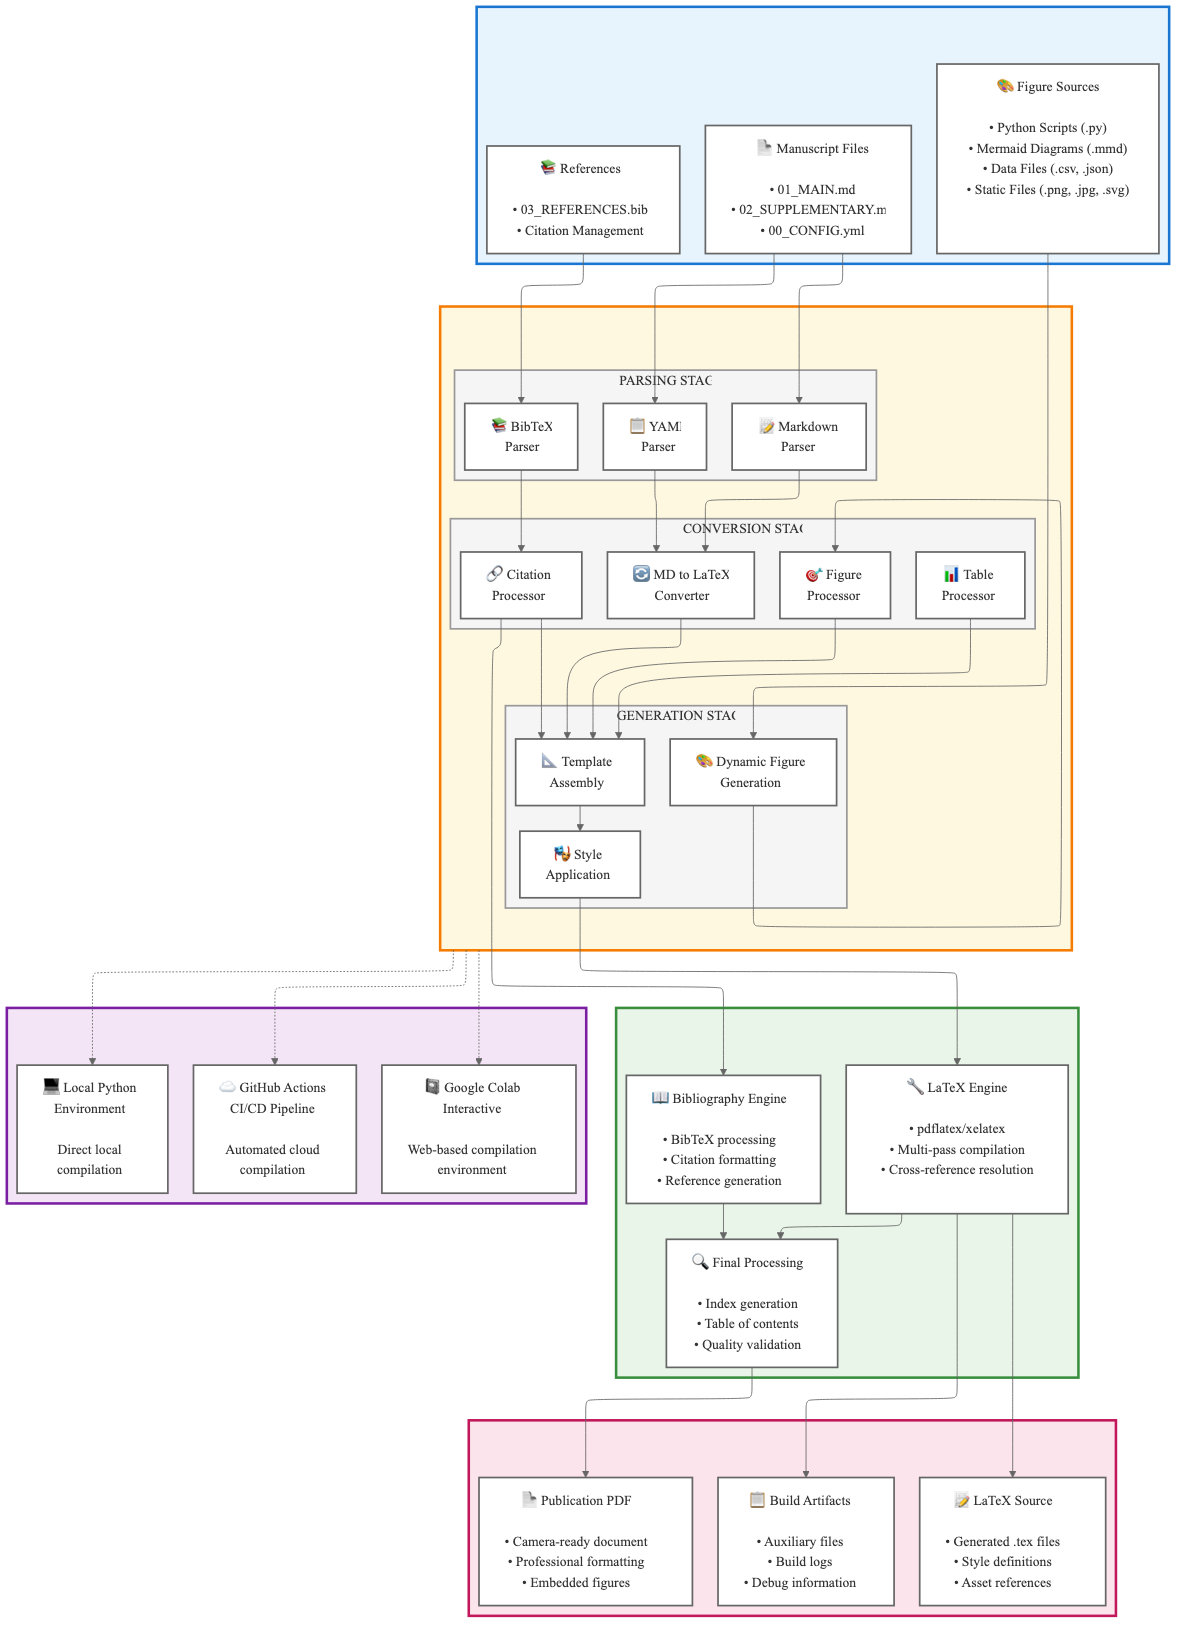 References
• 03_REFERENCES.bib
• Citation Management
Manuscript Files
• 01_MAIN.md
• 02_SUPPLEMENTARY.m
• 00_CONFIG.yml
Figure Sources
• Python Scripts (.py)
• Mermaid Diagrams (.mmd)
• Data Files (.csv, .json)
• Static Files (.png, .jpg, .svg)
PARSING STAG
BibTeX
Parser
YAML
Parser
Markdown
Parser
CONVERSION STAG
Citation
Processor
MD to LaTeX
Converter
Figure
Processor
Table
Processor
GENERATION STAG
Template
Assembly
Dynamic Figure
Generation
Style
Application
Local Python
Environment
Direct local
compilation
GitHub Actions
CI/CD Pipeline
Automated cloud
compilation
Google Colab
Interactive
Web-based compilation
environment
Bibliography Engine
• BibTeX processing
• Citation formatting
• Reference generation
LaTeX Engine
• pdflatex/xelatex
• Multi-pass compilation
• Cross-reference resolution
Final Processing
• Index generation
• Table of contents
• Quality validation
Publication PDF
• Camera-ready document
• Professional formatting
• Embedded figures
Build Artifacts
• Auxiliary files
• Build logs
• Debug information
LaTeX Source
• Generated .tex files
• Style definitions
• Asset references